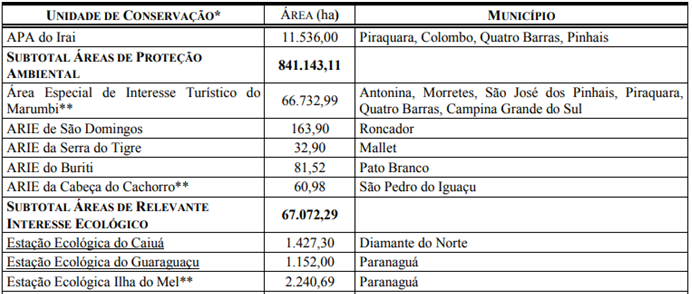 UNIDADE DE CONSERVAÇÃO* ÁREA (ha) MUNICÍPIO
APA do Irai 11.536,00 Piraquara, Colombo, Quatro Barras, Pinhais
SUBTOTAL ÁREAS DE PROTEÇÃO
AMBIENTAL 841.143,11
Área Especial de Interesse Turístico do
Marumbi** 66.732,99 Antonina, Morretes, São José dos Pinhais, Piraquara,
Quatro Barras, Campina Grande do Sul
ARIE de São Domingos 163,90 Roncador
ARIE da Serra do Tigre 32,90 Mallet
ARIE do Buriti 81,52 Pato Branco
ARIE da Cabeça do Cachorro** 60,98 São Pedro do Iguaçu
SUBTOTAL ÁREAS DE RELEVANTE
INTERESSE ECOLÓGICO 67.072,29
Estação Ecológica do Caiuá 1.427,30 Diamante do Norte
Estação Ecológica do Guaraguaçu 1.152,00 Paranaguá
Estação Ecológica Ilha do Mel** 2.240,69 Paranaguá